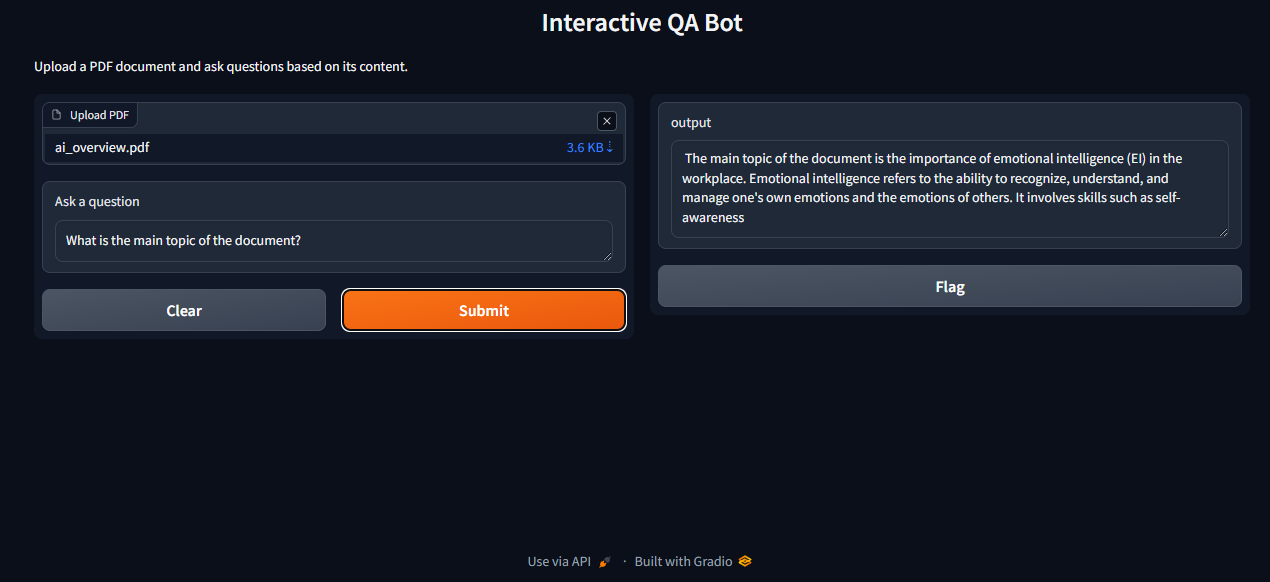 Interactive QA Bot
Upload a PDF document and ask questions based on its content.
Upload PDF
ai_overview.pdf
3.6 KB
Ask a question
What is the main topic of the document?
Clear
Submit
output
The main topic of the document is the importance of emotional intelligence (EI) in the
workplace. Emotional intelligence refers to the ability to recognize, understand, and
manage one's own emotions and the emotions of others. It involves skills such as self-
awareness
Flag
Use via API · Built with Gradio